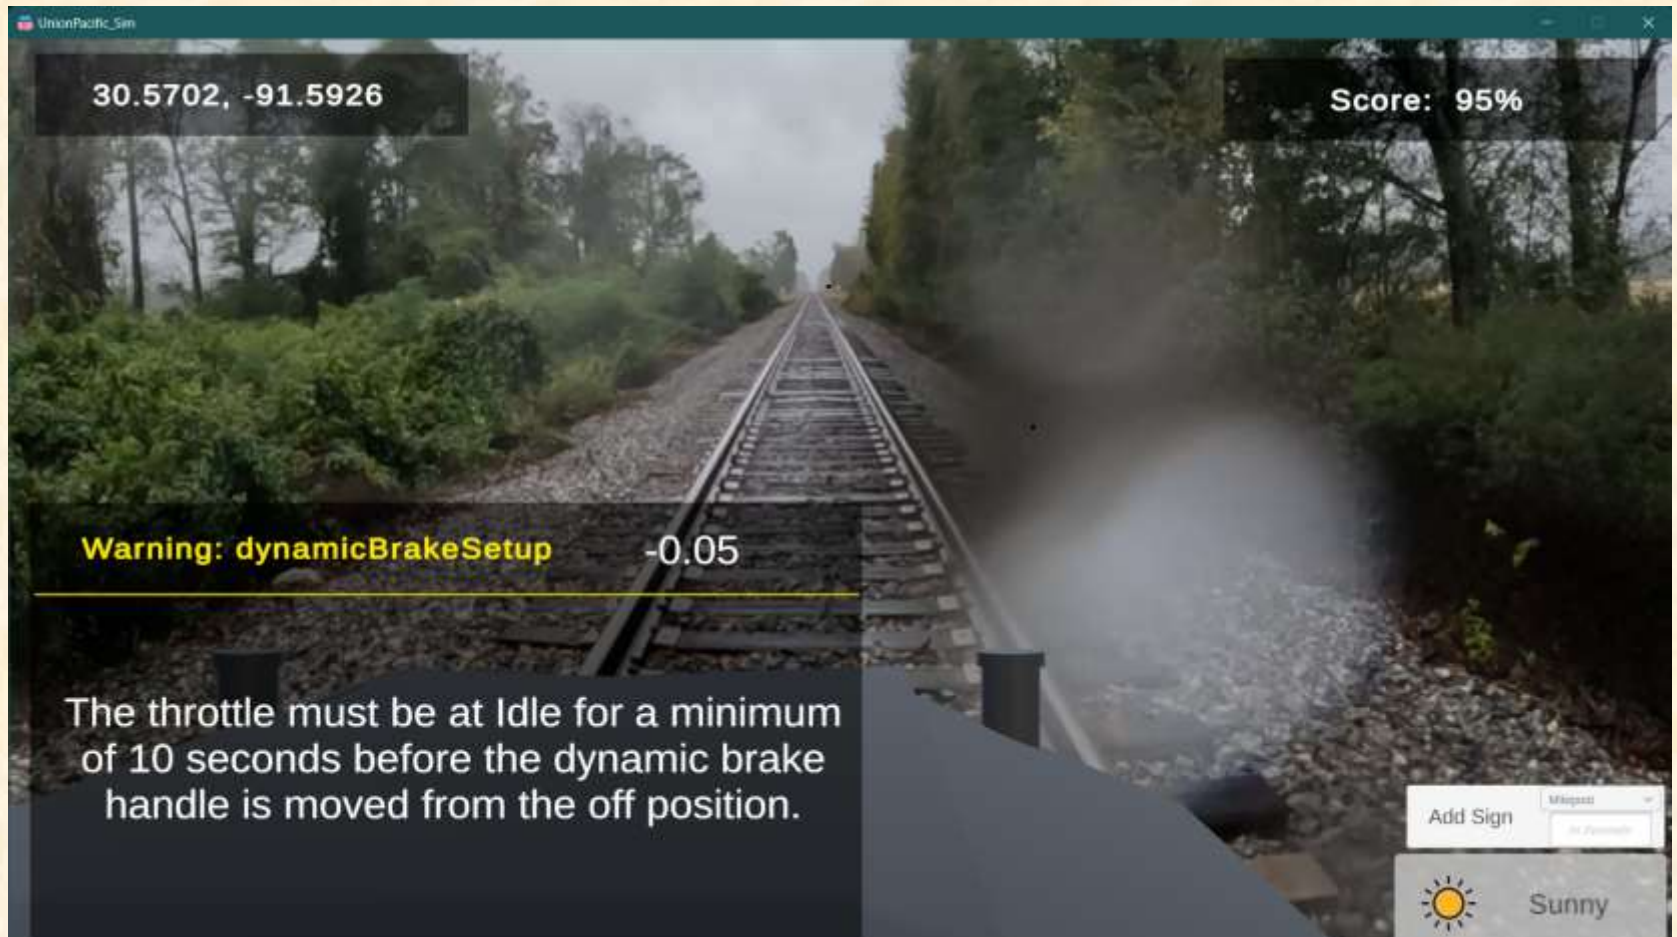 UnionPacific_Sim
30.5702, -91.5926
Score: 95%
Warning: dynamicBrakeSetup -0.05
The throttle must be at Idle for a minimum
of 10 seconds before the dynamic brake
handle is moved from the off position.
Add Sign
Milepost
Sunny